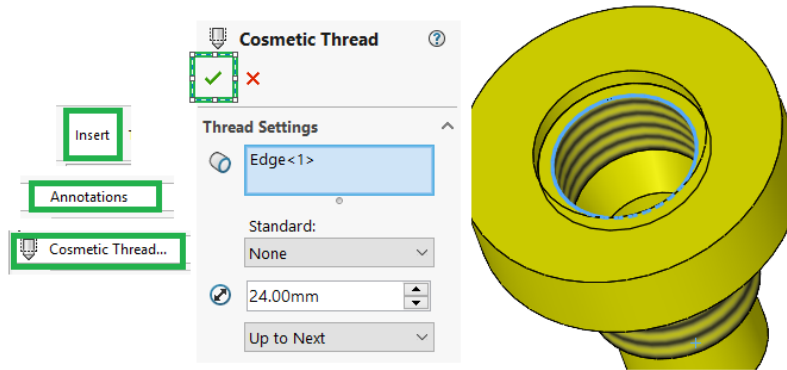 Insert
Annotations
Cosmetic Thread...
Cosmetic Thread
Thread Settings
Edge<1>
Standard:
None
24.00mm
Up to Next